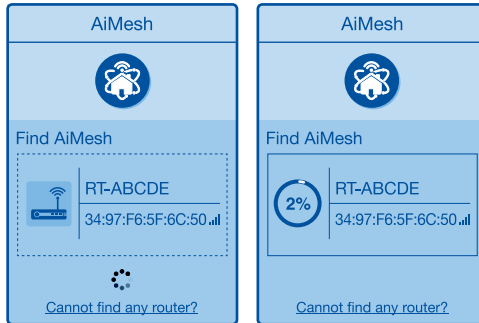 AiMesh
Find AiMesh
RT-ABCDE
34:97:F6:5F:6C:50
Cannot find any router?
AiMesh
Find AiMesh
2%
RT-ABCDE
34:97:F6:5F:6C:50
Cannot find any router?